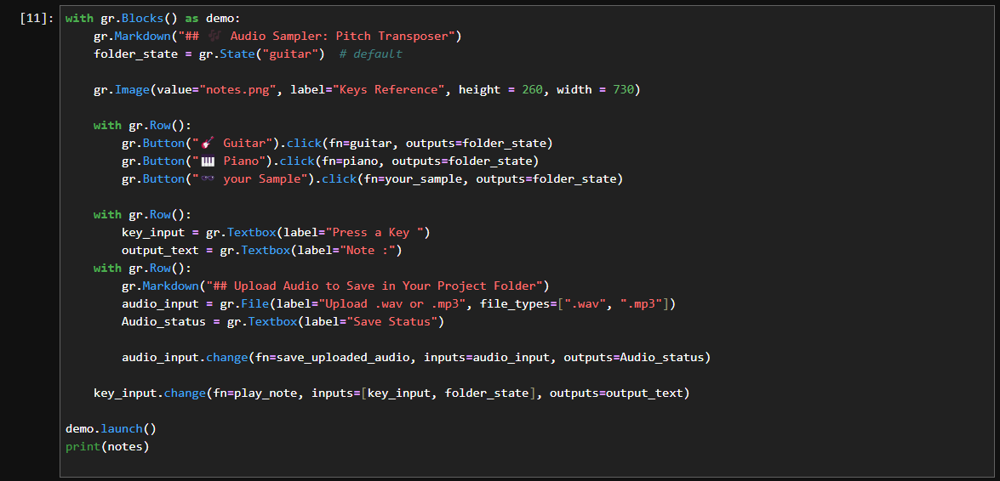 [11]: with gr.Blocks() as demo:
    gr.Markdown("## 🎶 Audio Sampler: Pitch Transposer")
    folder_state = gr.State("guitar")  # default

    gr.Image(value="notes.png", label="Keys Reference", height = 260, width = 730)

    with gr.Row():
        gr.Button("🎸 Guitar").click(fn=guitar, outputs=folder_state)
        gr.Button("🎹 Piano").click(fn=piano, outputs=folder_state)
        gr.Button("🕶 your Sample").click(fn=your_sample, outputs=folder_state)

    with gr.Row():
        key_input = gr.Textbox(label="Press a Key ")
        output_text = gr.Textbox(label="Note :")
    with gr.Row():
        gr.Markdown("## Upload Audio to Save in Your Project Folder")
        audio_input = gr.File(label="Upload .wav or .mp3", file_types=[".wav", ".mp3"])
        Audio_status = gr.Textbox(label="Save Status")

        audio_input.change(fn=save_uploaded_audio, inputs=audio_input, outputs=Audio_status)

    key_input.change(fn=play_note, inputs=[key_input, folder_state], outputs=output_text)

demo.launch()
print(notes)